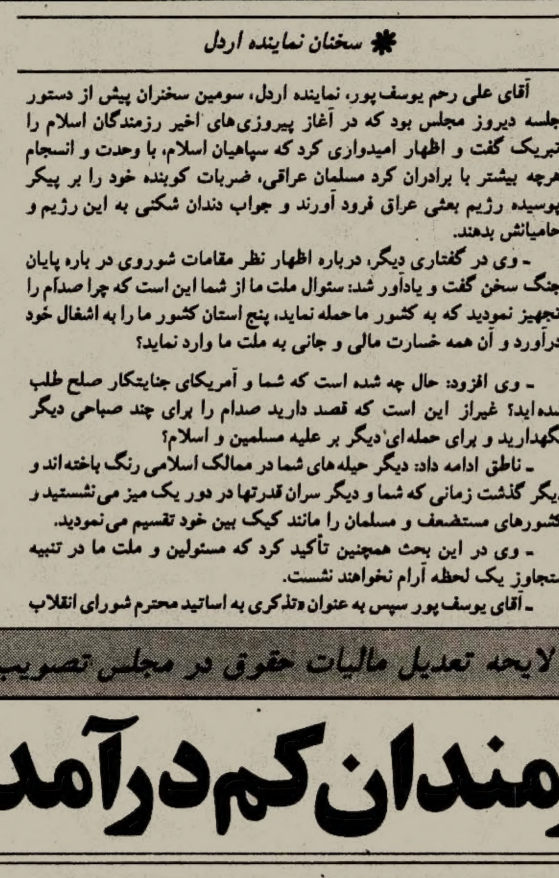 * سخنان نماینده اردل
آقای علی رحم یوسف‌پور، نماینده اردل، سومین سخنران پیش از دستور
جلسه دیروز مجلس بود که در آغاز پیروزی‌های اخیر رزمندگان اسلام را
تبریک گفت و اظهار امیدواری کرد که سپاهیان اسلام، با وحدت و انسجام
هرچه بیشتر با برادران کرد مسلمان عراقی، ضربات کوبنده خود را بر پیکر
پوسیده رژیم بعثی عراق فرود آورند و جواب دندان شکنی به این رژیم و
حامیانش بدهند.
ـ وی در گفتاری دیگر، درباره اظهار نظر مقامات شوروی در باره پایان
جنگ سخن گفت و یادآور شد: سئوال ملت ما از شما این است که چرا صدام را
تجهیز نمودید که به کشور ما حمله نماید، پنج استان کشور ما را به اشغال خود
درآورد و آن همه خسارت مالی و جانی به ملت ما وارد نماید؟
ـ وی افزود: حال چه شده است که شما و آمریکای جنایتکار صلح طلب
شده‌اید؟ غیراز این است که قصد دارید صدام را برای چند صباحی دیگر
نگهدارید و برای حمله‌ای دیگر بر علیه مسلمین و اسلام؟
ـ ناطق ادامه داد: دیگر حیله‌های شما در ممالک اسلامی رنگ باخته‌اند و
دیگر گذشت زمانی که شما و دیگر سران قدرتها در دور یک میز می‌نشستید و
کشورهای مستضعف و مسلمان را مانند کیک بین خود تقسیم می‌نمودید.
ـ وی در این بحث همچنین تأکید کرد که مسئولین و ملت ما در تنبیه
متجاوز یک لحظه آرام نخواهند نشست.
ـ آقای یوسف‌پور سپس به عنوان «تذکری به اساتید محترم شورای انقلاب
لایحه تعدیل مالیات حقوق در مجلس تصویب
مندان کم‌درآمد